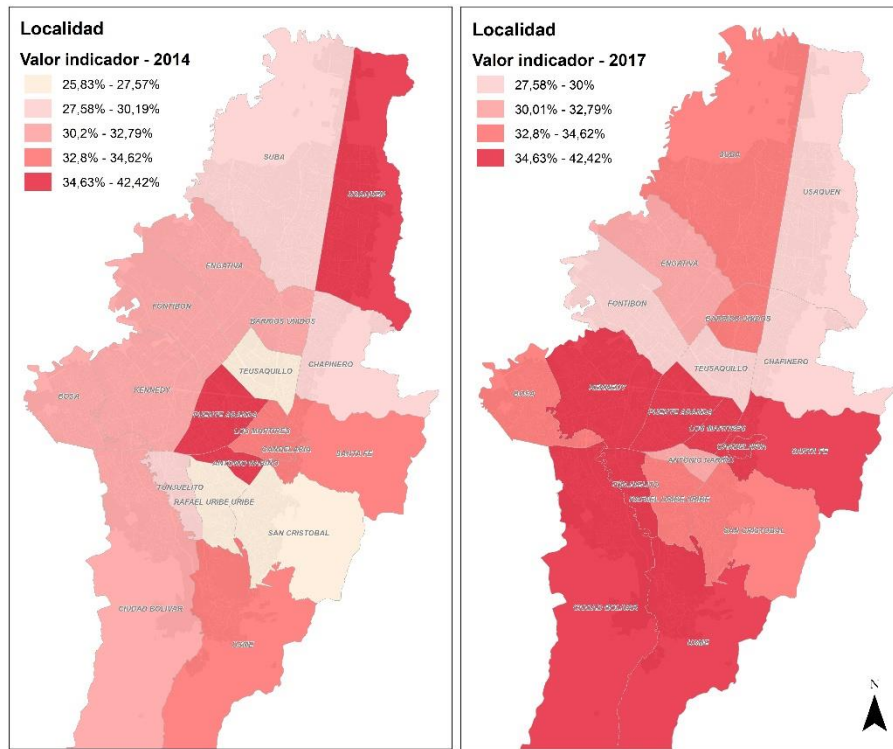 Localidad
Valor indicador - 2014
25,83% - 27,57%
27,58% - 30,19%
30,2% - 32,79%
32,8% - 34,62%
34,63% - 42,42%
SUBA
USAQUEN
ENGATIVA
FONTIBON
BARRIOS UNIDOS
CHAPINERO
TEUSAQUILLO
BOSA
KENNEDY
PUENTE ARANDA
LOS MARTIRES
CANDELARIA
SANTA FE
ANTONIO NARIÑO
TUNJUELITO
RAFAEL URIBE URIBE
SAN CRISTOBAL
CIUDAD BOLIVAR
USME
Localidad
Valor indicador - 2017
27,58% - 30%
30,01% - 32,79%
32,8% - 34,62%
34,63% - 42,42%
SUBA
USAQUEN
ENGATIVA
FONTIBON
BARRIOS UNIDOS
CHAPINERO
TEUSAQUILLO
BOSA
KENNEDY
PUENTE ARANDA
LOS MARTIRES
CANDELARIA
SANTA FE
ANTONIO NARIÑO
TUNJUELITO
RAFAEL URIBE URIBE
SAN CRISTOBAL
CIUDAD BOLIVAR
USME
N